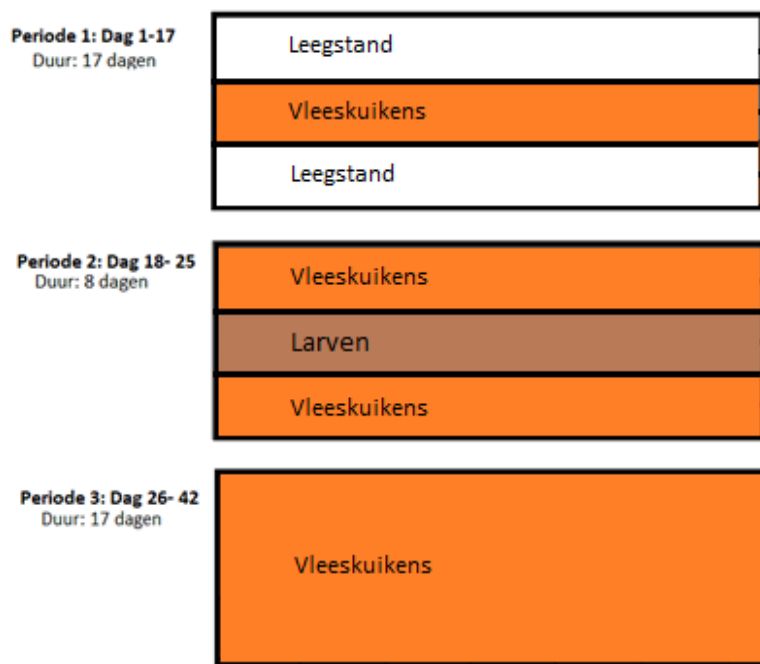 Periode 1: Dag 1-17
Duur: 17 dagen
Leegstand
Vleeskuikens
Leegstand
Periode 2: Dag 18- 25
Duur: 8 dagen
Vleeskuikens
Larven
Vleeskuikens
Periode 3: Dag 26- 42
Duur: 17 dagen
Vleeskuikens